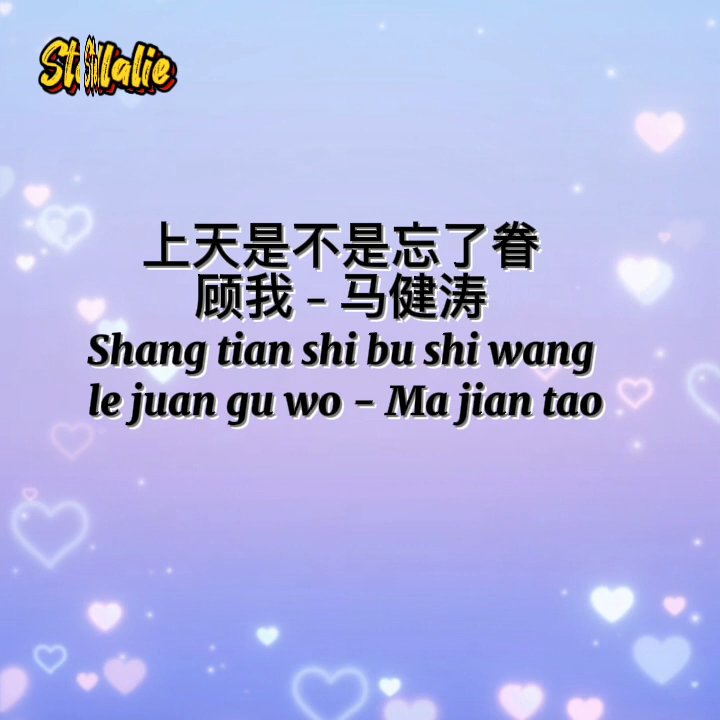 上天是不是忘了眷
顾我 - 马健涛
Shang tian shi bu shi wang
le juan gu wo - Ma jian tao